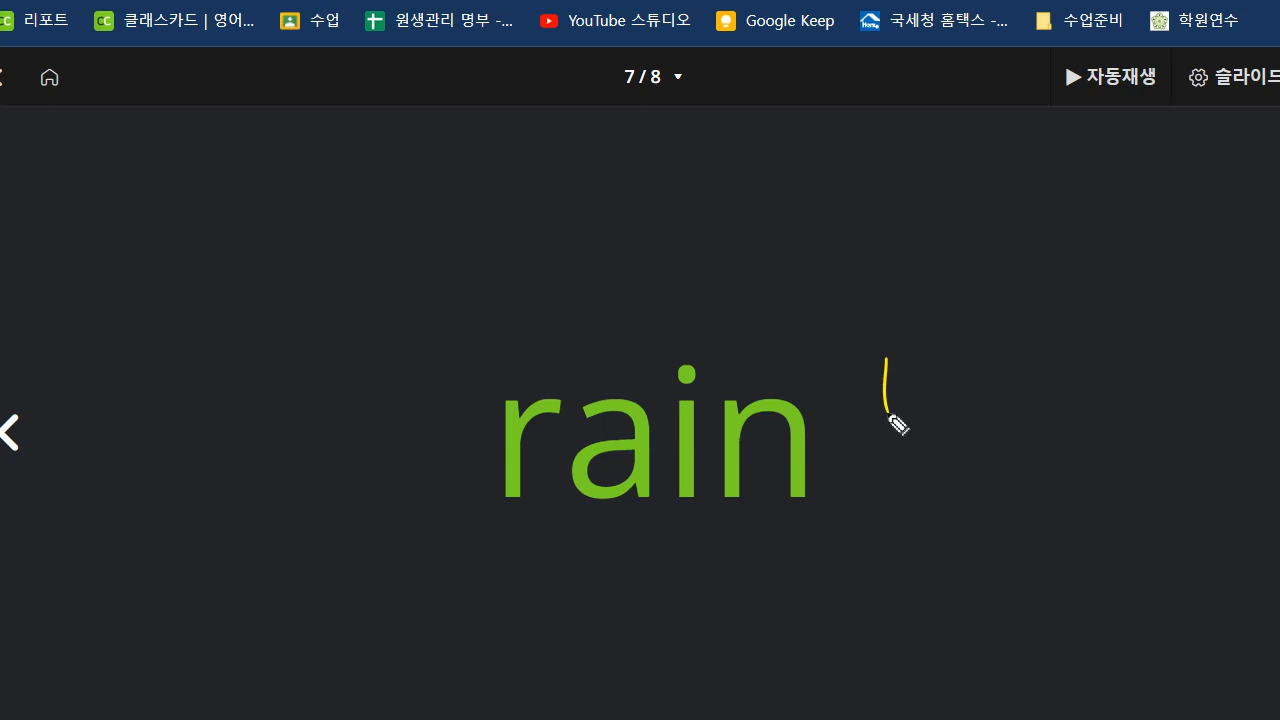 리포트 클래스카드 | 영어... 수업 원생관리 명부 -... YouTube 스튜디오 Google Keep 국세청 홈택스 -... 수업준비 학원연수
7 / 8 자동재생 슬라이드
rain